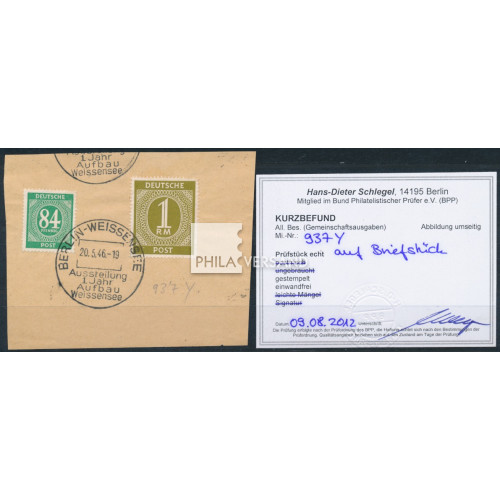 1 Jahr
Aufbau
Weissensee
DEUTSCHE
84
PFENNIG
POST
DEUTSCHE
1
RM
POST
BERLIN-WEISSENSEE
20.5.46.-19
Ausstellung
1 Jahr
Aufbau
Weissensee
PHILA VERSAND
937 Y.
Hans-Dieter Schlegel, 14195 Berlin
Mitglied im Bund Philatelistischer Prüfer e.V. (BPP)
KURZBEFUND
All. Bes. (Gemeinschaftsausgaben) Abbildung umseitig
Mi.-Nr.: 937 Y
Prüfstück echt auf Briefstück
ungebraucht
gestempelt
einwandfrei
leichte Mängel
Signatur
Datum 09.08.2012